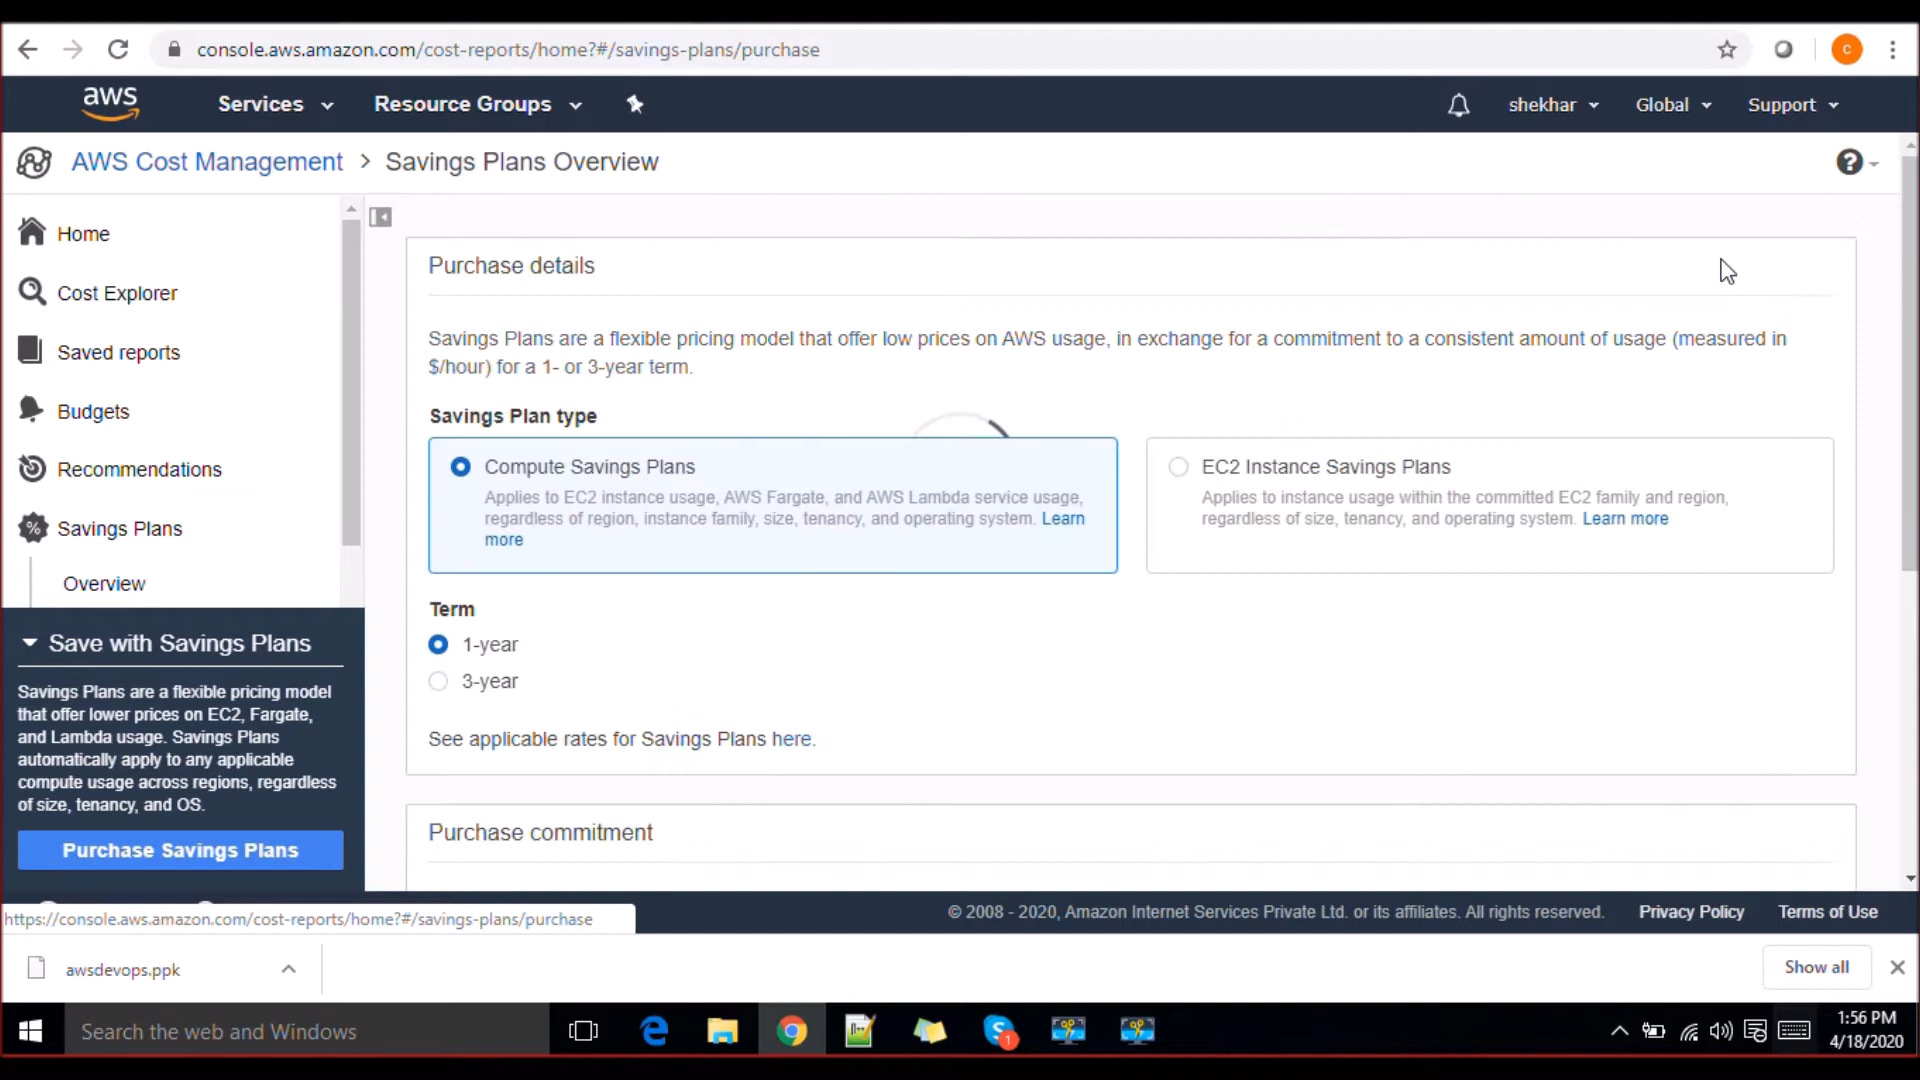 console.aws.amazon.com/cost-reports/home?#/savings-plans/purchase
C
aws
Services
Resource Groups
shekhar
Global
Support
AWS Cost Management > Savings Plans Overview
Home
Cost Explorer
Saved reports
Budgets
Recommendations
Savings Plans
Overview
Save with Savings Plans
Savings Plans are a flexible pricing model
that offer lower prices on EC2, Fargate,
and Lambda usage. Savings Plans
automatically apply to any applicable
compute usage across regions, regardless
of size, tenancy, and OS.
Purchase Savings Plans
Purchase details
Savings Plans are a flexible pricing model that offer low prices on AWS usage, in exchange for a commitment to a consistent amount of usage (measured in
$/hour) for a 1- or 3-year term.
Savings Plan type
Compute Savings Plans
Applies to EC2 instance usage, AWS Fargate, and AWS Lambda service usage,
regardless of region, instance family, size, tenancy, and operating system. Learn
more
EC2 Instance Savings Plans
Applies to instance usage within the committed EC2 family and region,
regardless of size, tenancy, and operating system. Learn more
Term
1-year
3-year
See applicable rates for Savings Plans here.
Purchase commitment
https://console.aws.amazon.com/cost-reports/home?#/savings-plans/purchase
© 2008 - 2020, Amazon Internet Services Private Ltd. or its affiliates. All rights reserved.
Privacy Policy
Terms of Use
awsdevops.ppk
Show all
Search the web and Windows
1
1:56 PM
4/18/2020